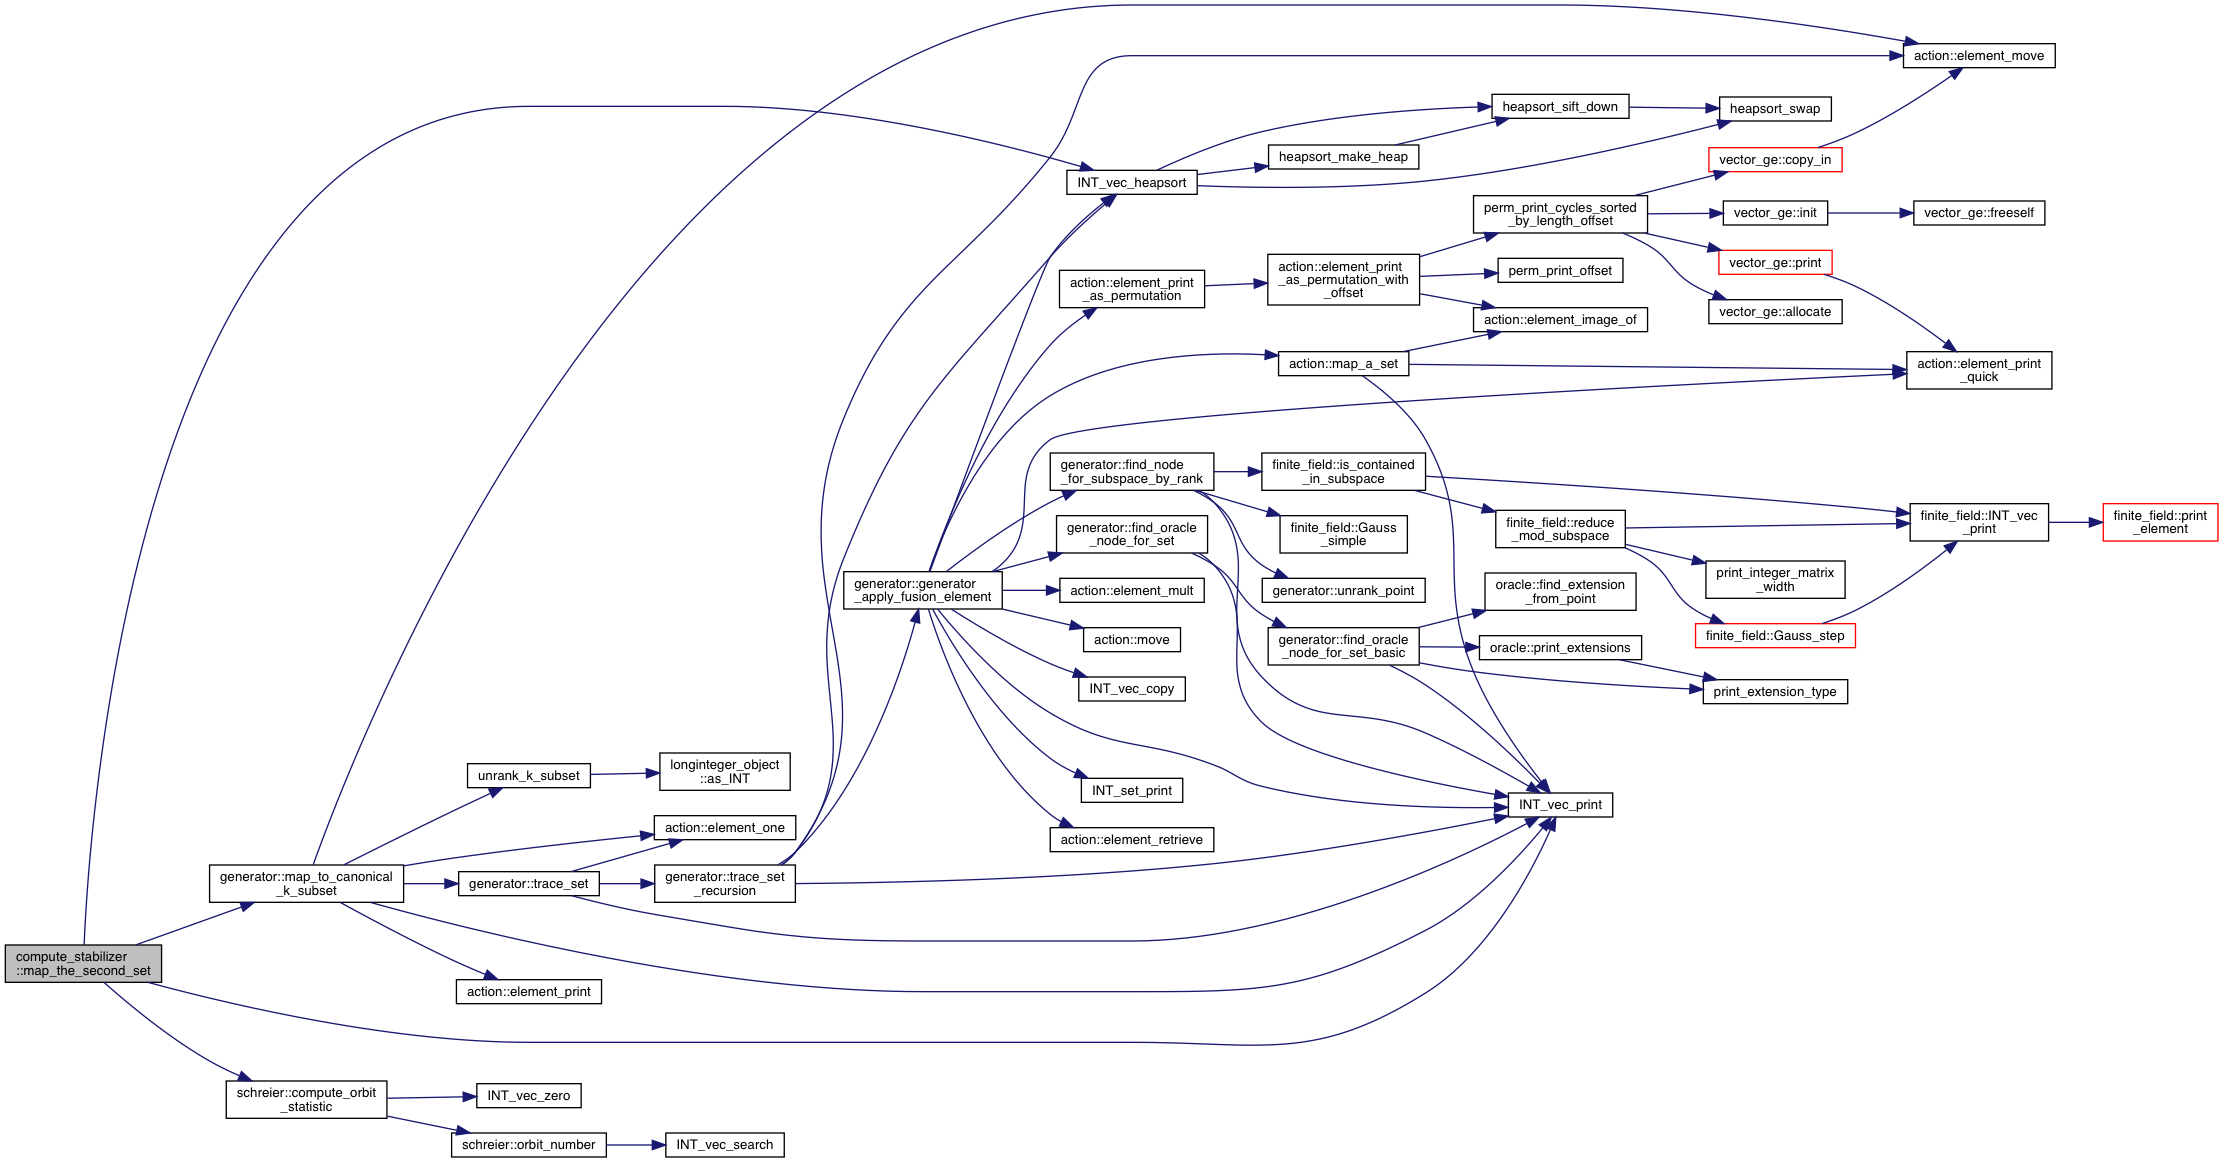 compute_stabilizer
::map_the_second_set
generator::map_to_canonical
_k_subset
schreier::compute_orbit
_statistic
unrank_k_subset
generator::trace_set
action::element_print
INT_vec_zero
schreier::orbit_number
longinteger_object
::as_INT
action::element_one
generator::trace_set
_recursion
INT_vec_search
generator::generator
_apply_fusion_element
INT_vec_heapsort
action::element_print
_as_permutation
generator::find_node
_for_subspace_by_rank
generator::find_oracle
_node_for_set
action::element_mult
action::move
INT_vec_copy
INT_set_print
action::element_retrieve
heapsort_make_heap
action::element_print
_as_permutation_with
_offset
action::map_a_set
finite_field::is_contained
_in_subspace
finite_field::Gauss
_simple
generator::unrank_point
generator::find_oracle
_node_for_set_basic
heapsort_sift_down
perm_print_cycles_sorted
_by_length_offset
perm_print_offset
action::element_image_of
finite_field::reduce
_mod_subspace
oracle::find_extension
_from_point
oracle::print_extensions
INT_vec_print
heapsort_swap
vector_ge::copy_in
vector_ge::init
vector_ge::print
vector_ge::allocate
print_integer_matrix
_width
finite_field::Gauss_step
print_extension_type
action::element_move
vector_ge::freeself
action::element_print
_quick
finite_field::INT_vec
_print
finite_field::print
_element